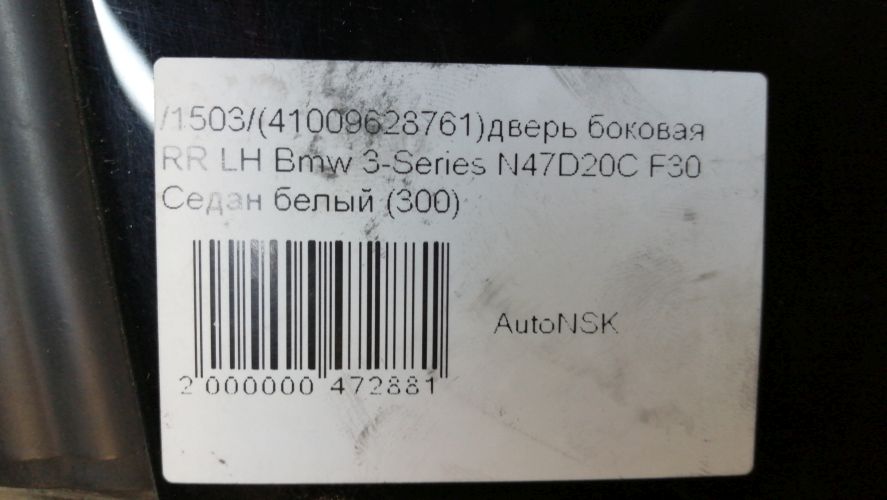 /1503/(41009628761)дверь боковая
RR LH Bmw 3-Series N47D20C F30
Седан белый (300)
AutoNSK
2 000000 472881